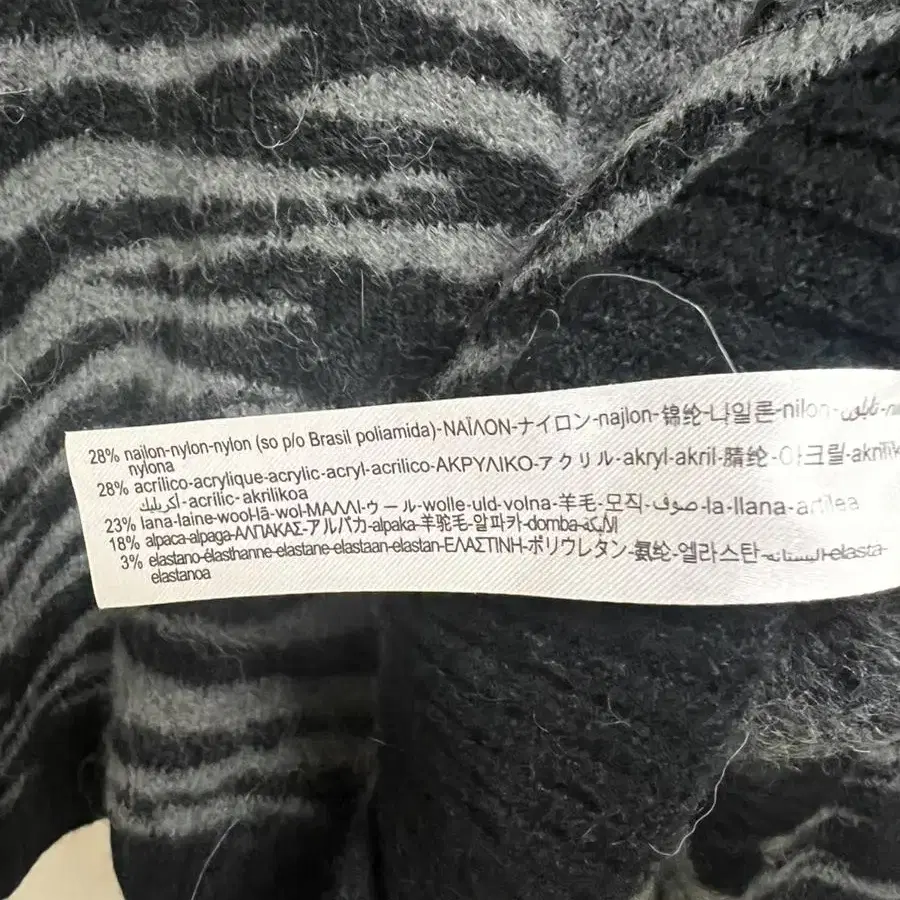 28% nailon-nylon-nylon (so p/o Brasil poliamida)-ΝΑΪΛΟΝ-ナイロン-najlon-锦纶-나일론-nilon-نايلون
nylona
28% acrilico-acrylique-acrylic-acryl-acrilico-ΑΚΡΥΛΙΚΟ-アクリル-akryl-akril-腈纶-아크릴-akrilik
أكريليك-acrilic- akrilikoa
23% lana-laine-wool-lã-wol-ΜΑΛΛΙ-ウール-wolle-uld-volna-羊毛-모직-صوف-la-llana-artilea
18% alpaca-alpaga-ΑΛΠΑΚΑΣ-アルパカ-alpaka-羊驼毛-알파카-domba-
3% elastano-élasthanne-elastane-elastaan-elastan-ΕΛΑΣΤΙΝΗ-ポリウレタン-氨纶-엘라스탄-
elastanoa